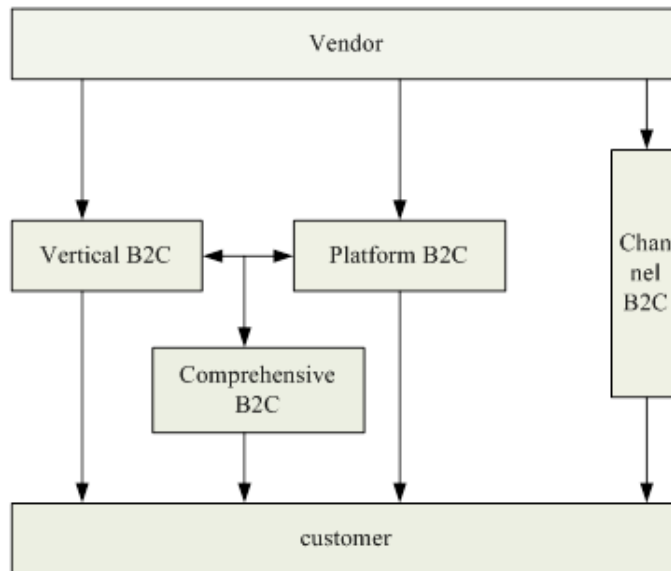 Vendor
Vertical B2C
Platform B2C
Chan
nel
B2C
Comprehensive
B2C
customer